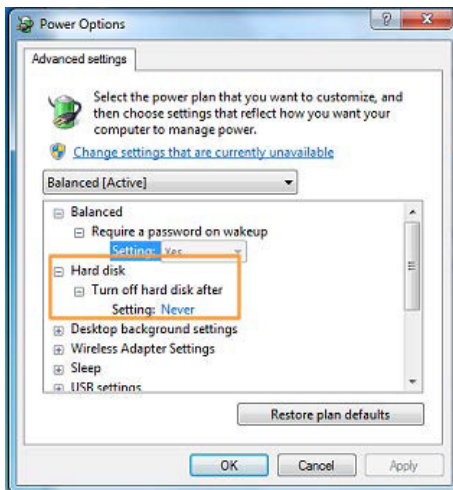 Power Options
Advanced settings
Select the power plan that you want to customize, and
then choose settings that reflect how you want your
computer to manage power.
Change settings that are currently unavailable
Balanced [Active]
Balanced
Require a password on wakeup
Setting: Yes
Hard disk
Turn off hard disk after
Setting: Never
Desktop background settings
Wireless Adapter Settings
Sleep
USB settings
Restore plan defaults
OK Cancel Apply